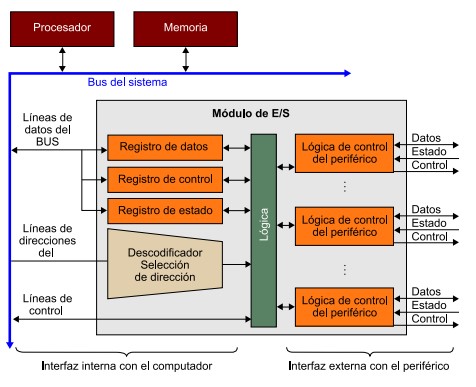 Procesador
Memoria
Bus del sistema
Módulo de E/S
Líneas de
datos del
BUS
Registro de datos
Registro de control
Registro de estado
Líneas de
direcciones
del
Descodificador
Selección
de dirección
Líneas de
control
Lógica
Lógica de control
del periférico
Datos
Estado
Control
...
Lógica de control
del periférico
Datos
Estado
Control
...
Lógica de control
del periférico
Datos
Estado
Control
Interfaz interna con el computador
Interfaz externa con el periférico